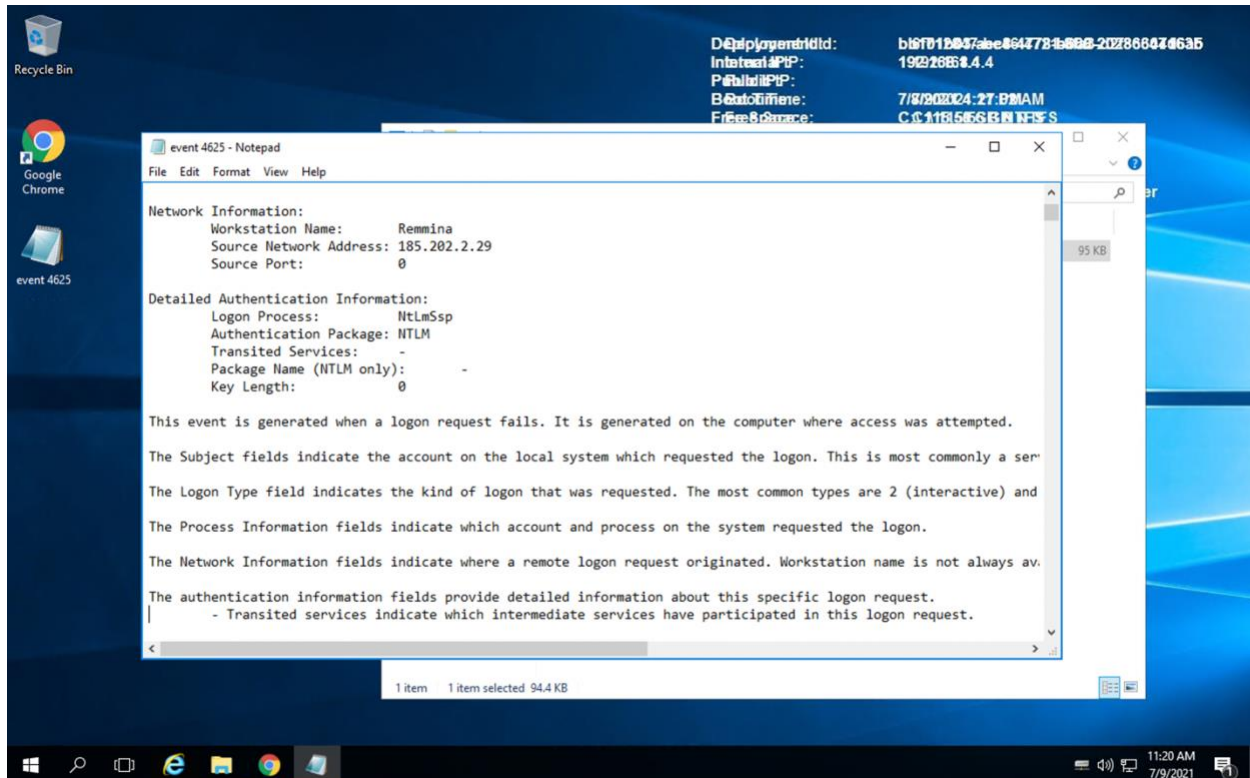 Recycle Bin
Google
Chrome
event 4625
192.168.1.4
event 4625 - Notepad
File Edit Format View Help
Network Information:
Workstation Name: Remmina
Source Network Address: 185.202.2.29
Source Port: 0
Detailed Authentication Information:
Logon Process: NtLmSsp
Authentication Package: NTLM
Transited Services: -
Package Name (NTLM only): -
Key Length: 0
This event is generated when a logon request fails. It is generated on the computer where access was attempted.
The Subject fields indicate the account on the local system which requested the logon. This is most commonly a ser
The Logon Type field indicates the kind of logon that was requested. The most common types are 2 (interactive) and
The Process Information fields indicate which account and process on the system requested the logon.
The Network Information fields indicate where a remote logon request originated. Workstation name is not always av
The authentication information fields provide detailed information about this specific logon request.
- Transited services indicate which intermediate services have participated in this logon request.
er
95 KB
1 item 1 item selected 94.4 KB
11:20 AM
7/9/2021